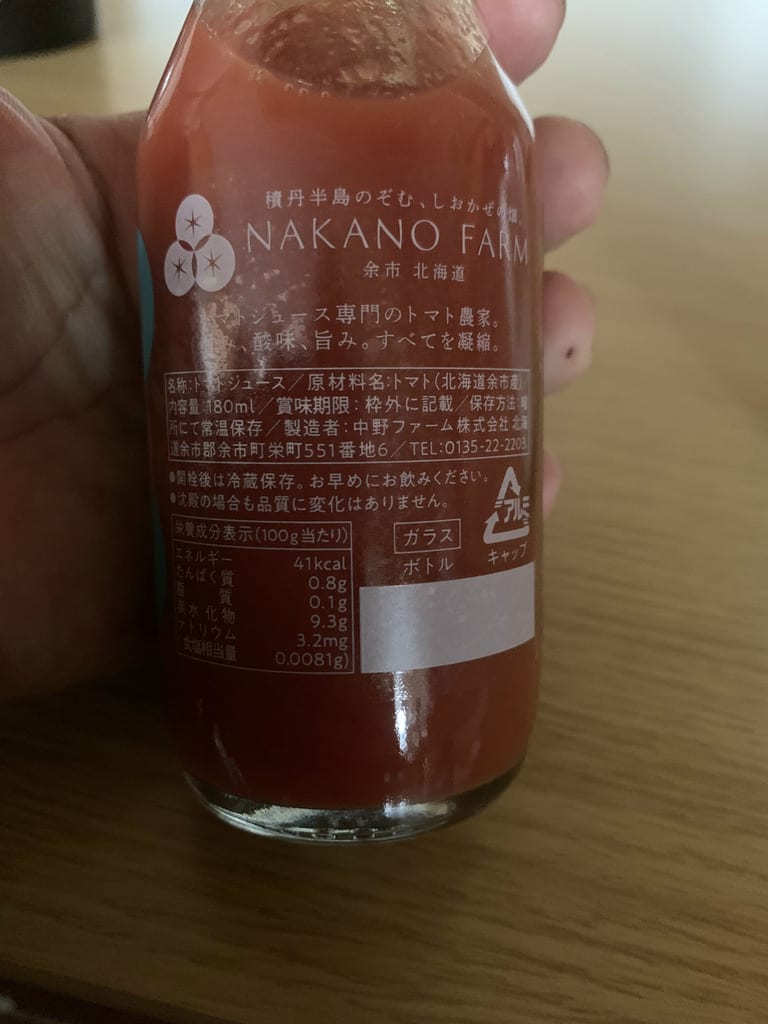 積丹半島のぞむ、しおかぜの畑。
NAKANO FARM
余市 北海道
トマトジュース専門のトマト農家。
、酸味、旨み。すべてを凝縮。
名称:トマトジュース/原材料名:トマト(北海道余市産)/
内容量:180ml/賞味期限:枠外に記載/保存方法:
所にて常温保存/製造者:中野ファーム株式会社 北海
道余市郡余市町栄町551番地6/TEL:0135-22-2203
●開栓後は冷蔵保存。お早めにお飲みください。
●沈殿の場合も品質に変化はありません。
栄養成分表示(100g当たり)
エネルギー 41kcal
たんぱく質 0.8g
脂質 0.1g
炭水化物 9.3g
ナトリウム 3.2mg
(食塩相当量 0.0081g)
ガラス
ボトル
アルミ
キャップ